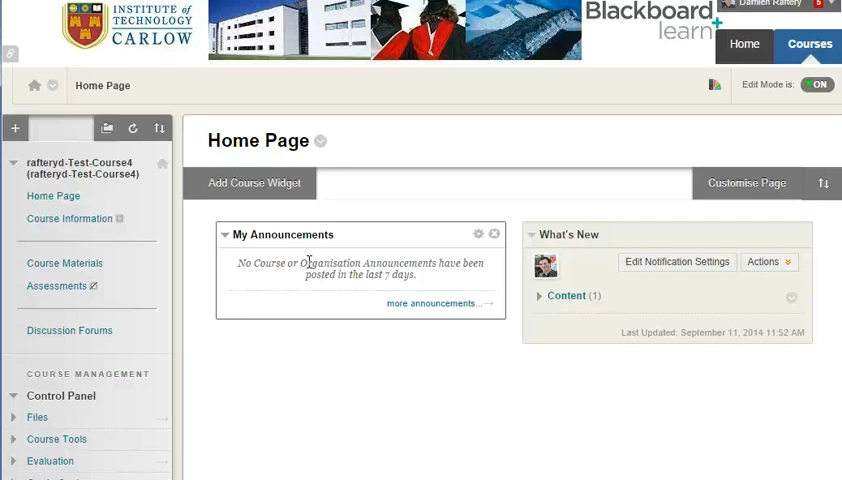 INSTITUTE of
TECHNOLOGY
CARLOW
Blackboard
learn+
Damien Raftery
5
Home
Courses
Home Page
Edit Mode is:
ON
rafteryd-Test-Course4
(rafteryd-Test-Course4)
Home Page
Course Information
Course Materials
Assessments
Discussion Forums
COURSE MANAGEMENT
Control Panel
Files
Course Tools
Evaluation
Home Page
Add Course Widget
Customise Page
My Announcements
No Course or Organisation Announcements have been
posted in the last 7 days.
more announcements...
What's New
Edit Notification Settings
Actions
Content (1)
Last Updated: September 11, 2014 11:52 AM